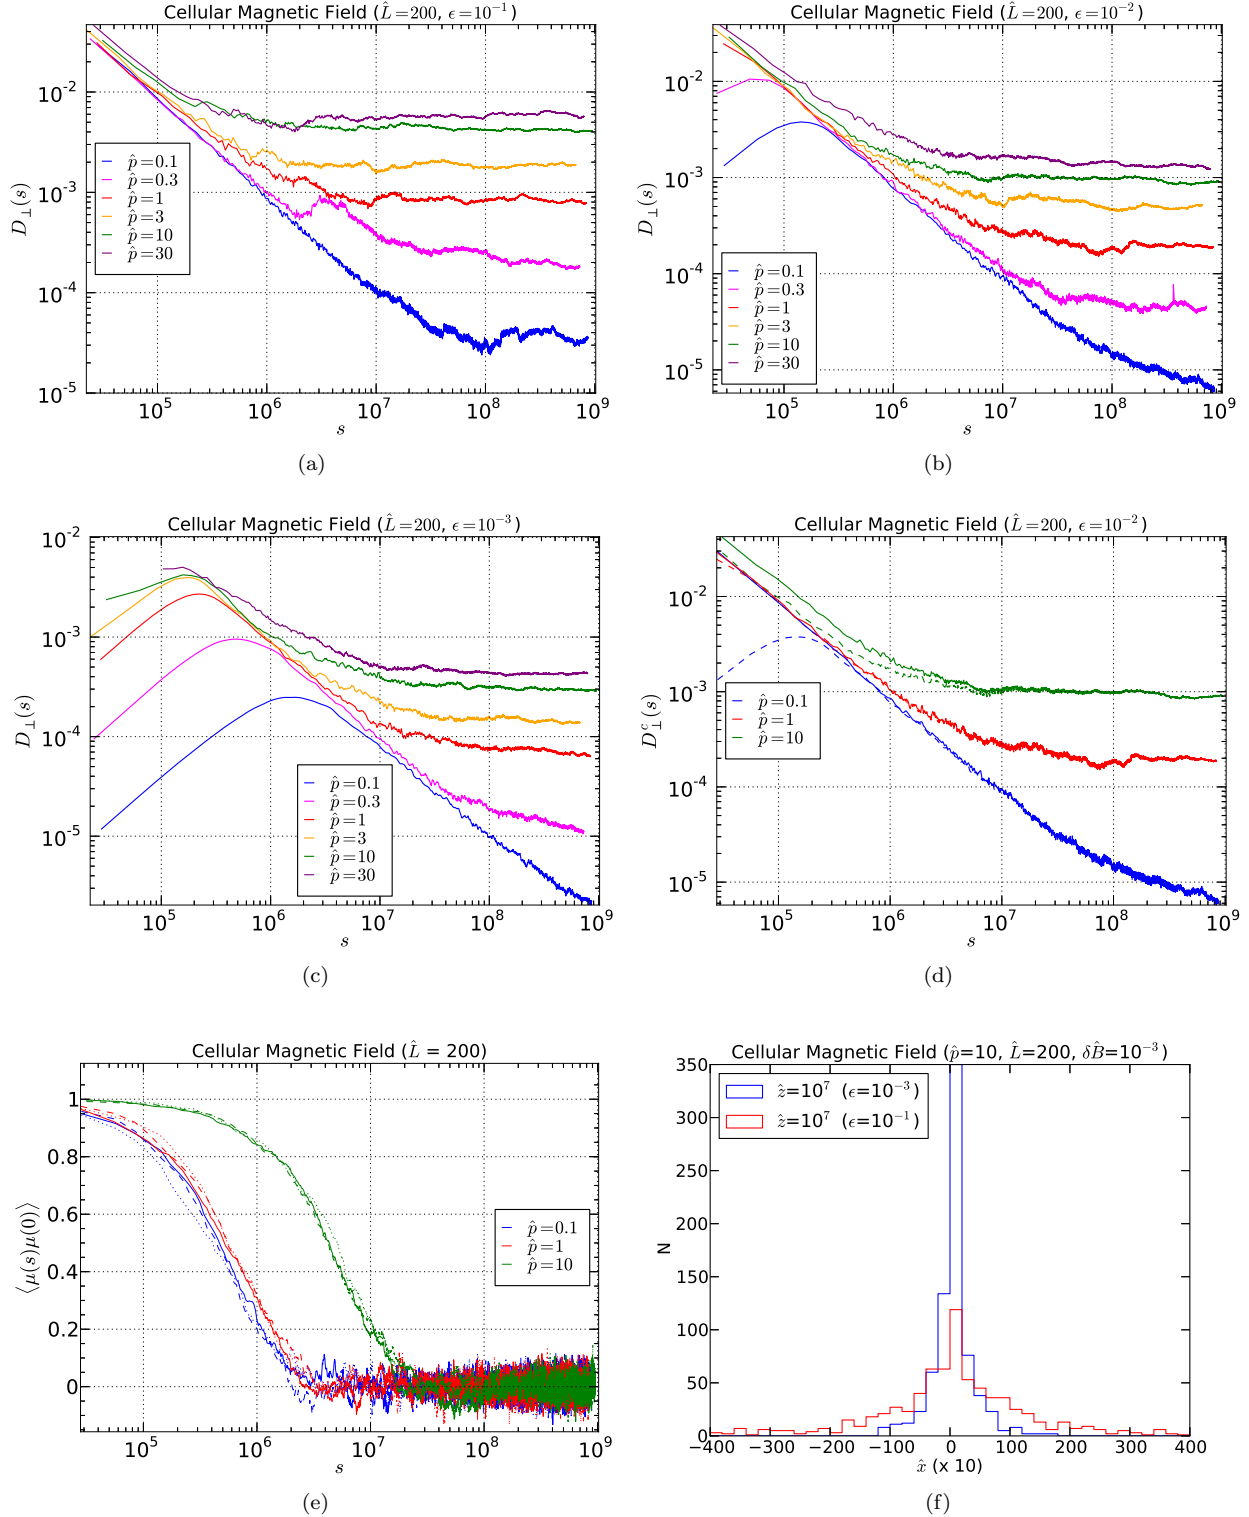 Cellular Magnetic Field (L̂=200, ϵ=10⁻¹)
10⁻²
10⁻³
10⁻⁴
10⁻⁵
D⊥(s)
p̂=0.1
p̂=0.3
p̂=1
p̂=3
p̂=10
p̂=30
10⁵ 10⁶ 10⁷ 10⁸ 10⁹
s
(a)
Cellular Magnetic Field (L̂=200, ϵ=10⁻²)
10⁻²
10⁻³
10⁻⁴
10⁻⁵
D⊥(s)
p̂=0.1
p̂=0.3
p̂=1
p̂=3
p̂=10
p̂=30
10⁵ 10⁶ 10⁷ 10⁸ 10⁹
s
(b)
Cellular Magnetic Field (L̂=200, ϵ=10⁻³)
10⁻²
10⁻³
10⁻⁴
10⁻⁵
D⊥(s)
p̂=0.1
p̂=0.3
p̂=1
p̂=3
p̂=10
p̂=30
10⁵ 10⁶ 10⁷ 10⁸ 10⁹
s
(c)
Cellular Magnetic Field (L̂=200, ϵ=10⁻²)
10⁻²
10⁻³
10⁻⁴
10⁻⁵
D⊥ᶜ(s)
p̂=0.1
p̂=1
p̂=10
10⁵ 10⁶ 10⁷ 10⁸ 10⁹
s
(d)
Cellular Magnetic Field (L̂ = 200)
1
0.8
0.6
0.4
0.2
0
⟨μ(s)μ(0)⟩
p̂=0.1
p̂=1
p̂=10
10⁵ 10⁶ 10⁷ 10⁸ 10⁹
s
(e)
Cellular Magnetic Field (p̂=10, L̂=200, δB̂=10⁻³)
350
300
250
200
150
100
50
0
N
ẑ=10⁷ (ϵ=10⁻³)
ẑ=10⁷ (ϵ=10⁻¹)
−400 −300 −200 −100 0 100 200 300 400
x̂ (x 10)
(f)